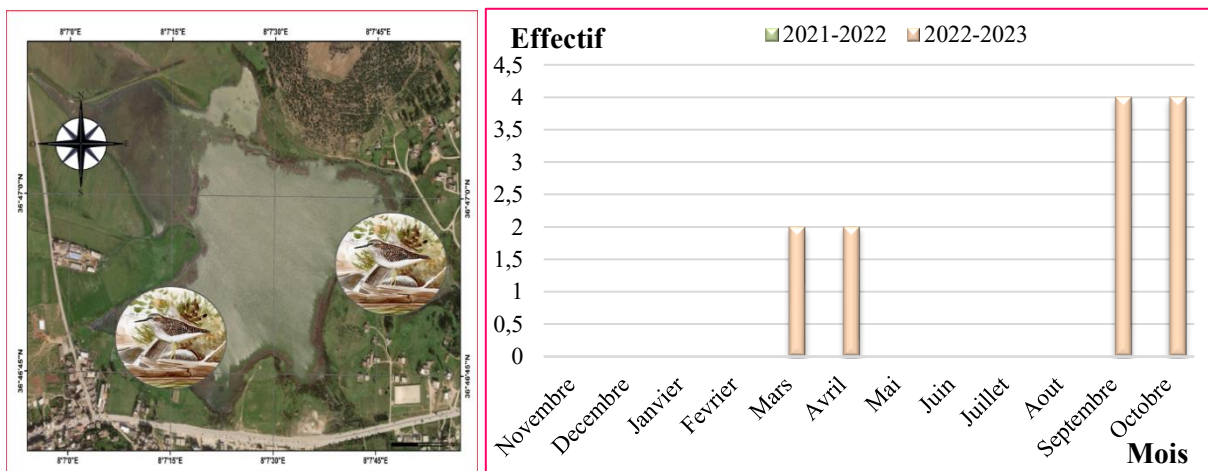 8°7'0"E 8°7'15"E 8°7'30"E 8°7'45"E
N
O E
S
36°47'0"N 36°47'0"N
36°46'45"N 36°46'45"N
8°7'0"E 8°7'15"E 8°7'30"E 8°7'45"E
Effectif
2021-2022 2022-2023
4,5
4
3,5
3
2,5
2
1,5
1
0,5
0
Novembre
Decembre
Janvier
Fevrier
Mars
Avril
Mai
Juin
Juillet
Aout
Septembre
Octobre
Mois